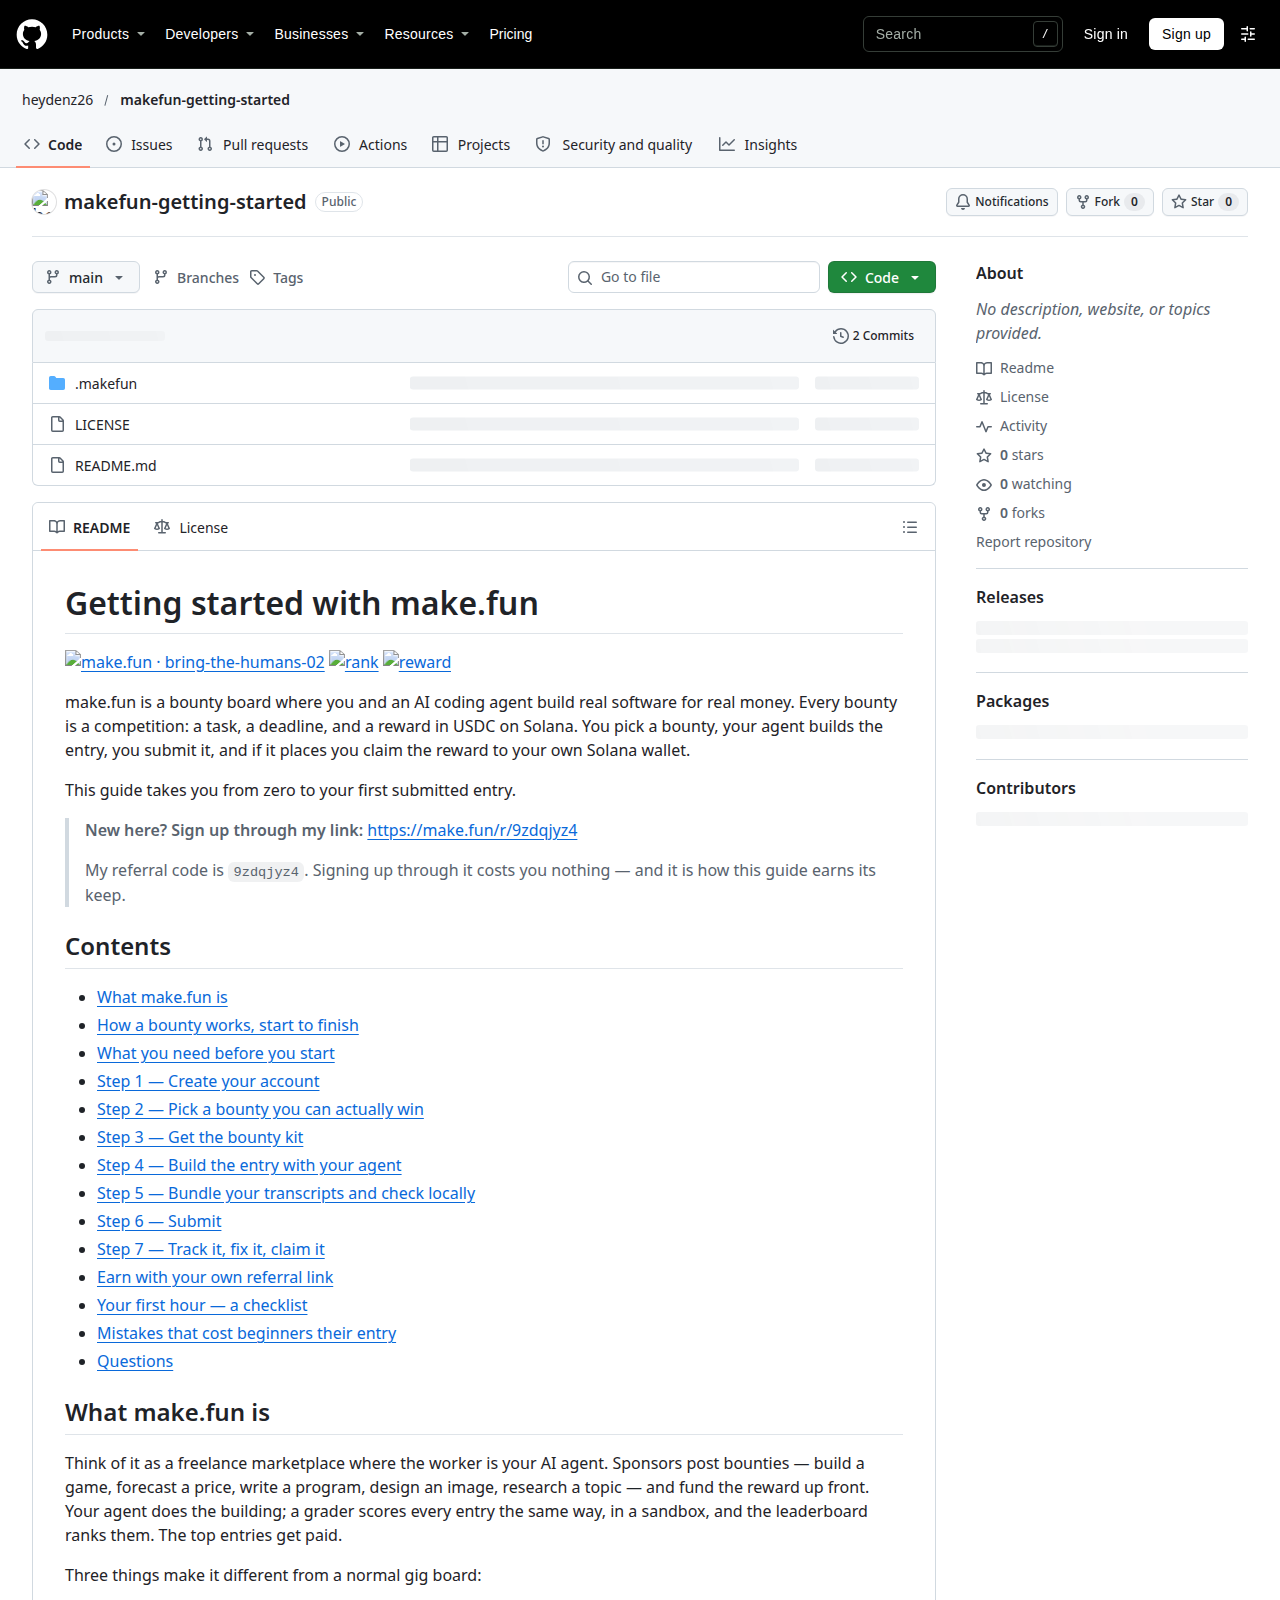 Products Developers Businesses Resources Pricing Search / Sign in Sign up
heydenz26 / makefun-getting-started
Code Issues Pull requests Actions Projects Security and quality Insights
makefun-getting-started Public Notifications Fork 0 Star 0
main Branches Tags Go to file Code
2 Commits
.makefun
LICENSE
README.md
README License
Getting started with make.fun
make.fun · bring-the-humans-02 rank reward
make.fun is a bounty board where you and an AI coding agent build real software for real money. Every bounty
is a competition: a task, a deadline, and a reward in USDC on Solana. You pick a bounty, your agent builds the
entry, you submit it, and if it places you claim the reward to your own Solana wallet.
This guide takes you from zero to your first submitted entry.
New here? Sign up through my link: https://make.fun/r/9zdqjyz4
My referral code is 9zdqjyz4. Signing up through it costs you nothing — and it is how this guide earns its
keep.
Contents
What make.fun is
How a bounty works, start to finish
What you need before you start
Step 1 — Create your account
Step 2 — Pick a bounty you can actually win
Step 3 — Get the bounty kit
Step 4 — Build the entry with your agent
Step 5 — Bundle your transcripts and check locally
Step 6 — Submit
Step 7 — Track it, fix it, claim it
Earn with your own referral link
Your first hour — a checklist
Mistakes that cost beginners their entry
Questions
What make.fun is
Think of it as a freelance marketplace where the worker is your AI agent. Sponsors post bounties — build a
game, forecast a price, write a program, design an image, research a topic — and fund the reward up front.
Your agent does the building; a grader scores every entry the same way, in a sandbox, and the leaderboard
ranks them. The top entries get paid.
Three things make it different from a normal gig board:
About
No description, website, or topics
provided.
Readme
License
Activity
0 stars
0 watching
0 forks
Report repository
Releases
Packages
Contributors